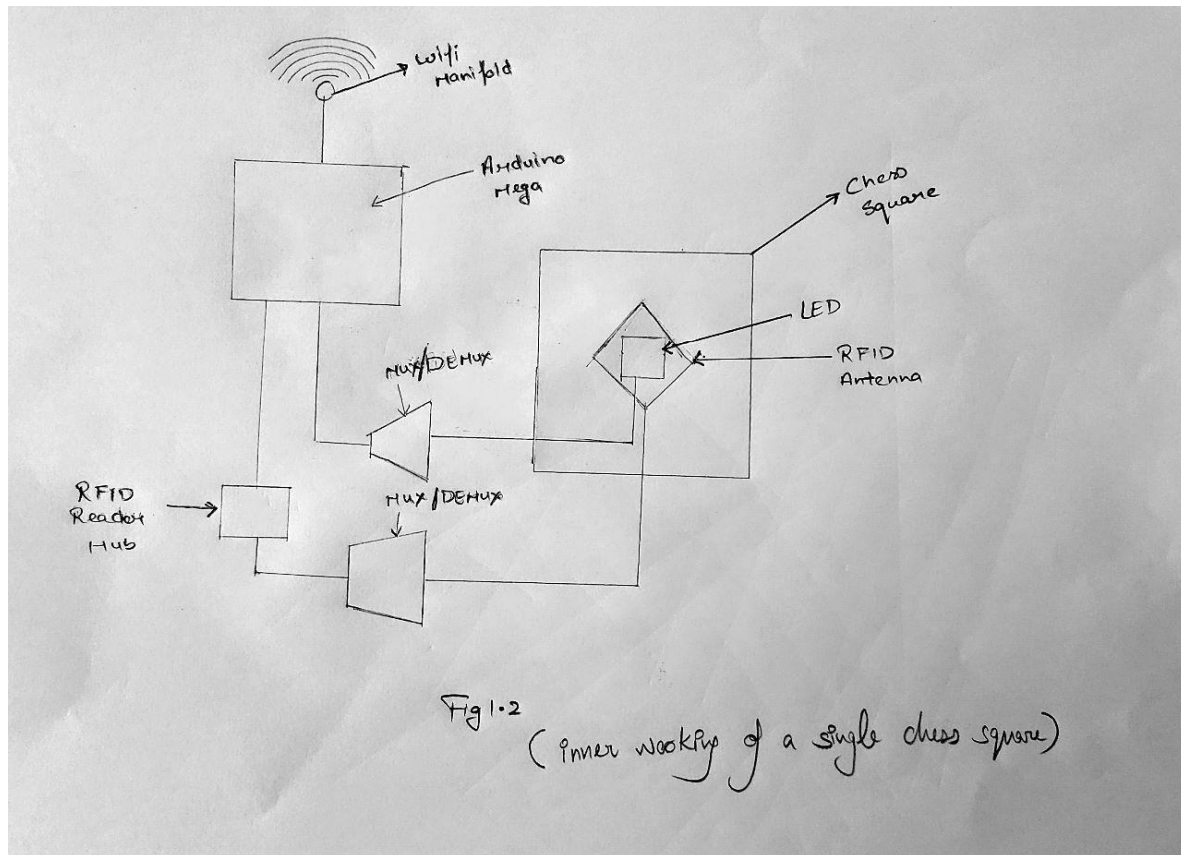 Wifi
Manifold
Arduino
Mega
Chess
Square
LED
RFID
Antenna
MUX/DEMUX
MUX/DEMUX
RFID
Reader
Hub
Fig 1.2
(inner wooking of a single chess square)